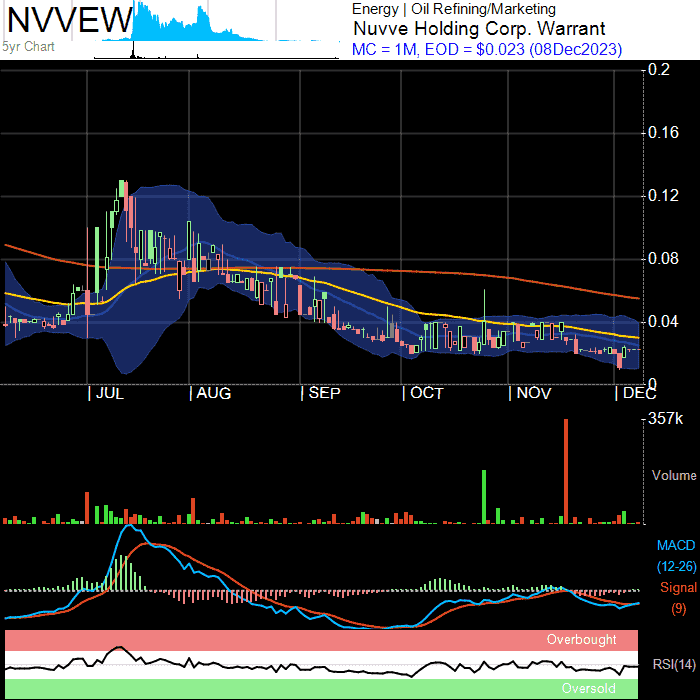 NVVEW
5yr Chart
Energy | Oil Refining/Marketing
Nuvve Holding Corp. Warrant
MC = 1M, EOD = $0.023 (08Dec2023)
0.2
0.16
0.12
0.08
0.04
0
| JUL | AUG | SEP | OCT | NOV | DEC
357k
Volume
MACD
(12-26)
Signal
(9)
Overbought
RSI(14)
Oversold